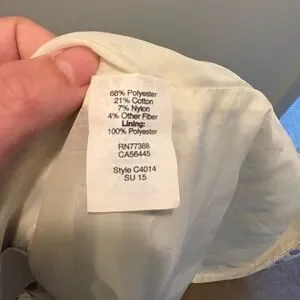 68% Polyester
21% Cotton
7% Nylon
4% Other Fiber
Lining:
100% Polyester
RN77388
CA56445
Style C4014
SU 15